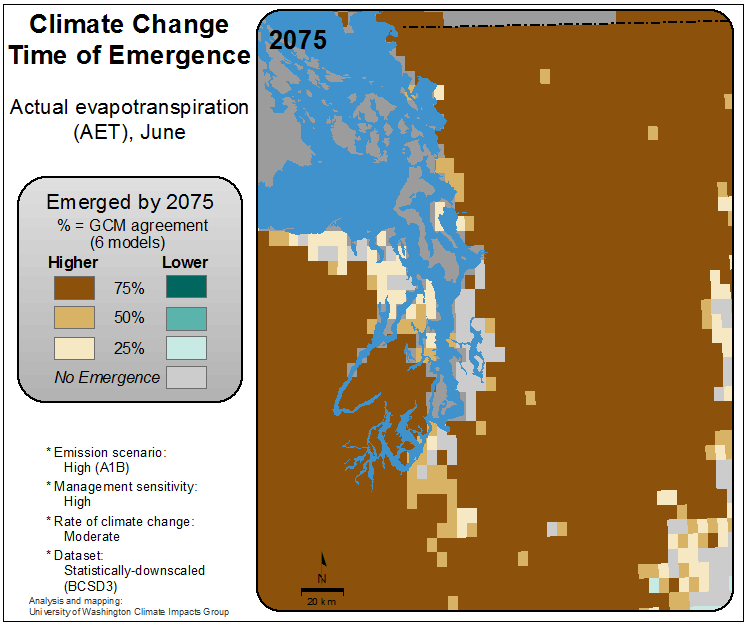 Climate Change
Time of Emergence
Actual evapotranspiration
(AET), June
Emerged by 2075
% = GCM agreement
(6 models)
Higher Lower
75%
50%
25%
No Emergence
* Emission scenario:
High (A1B)
* Management sensitivity:
High
* Rate of climate change:
Moderate
* Dataset:
Statistically-downscaled
(BCSD3)
Analysis and mapping:
University of Washington Climate Impacts Group
2075
N
20 km